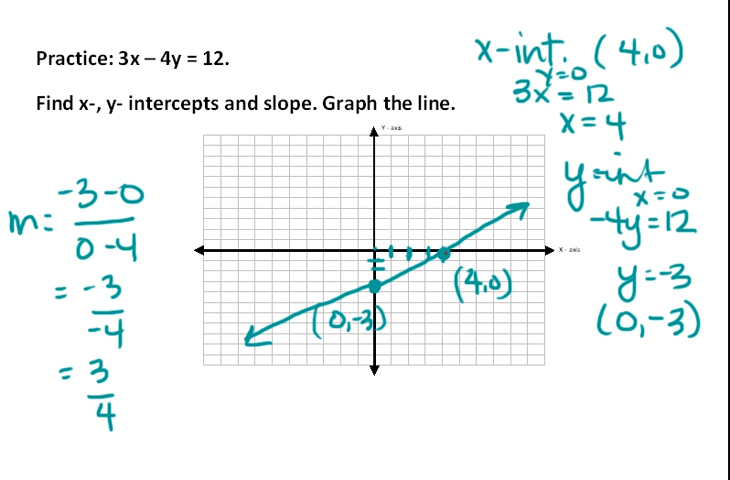 Practice: 3x – 4y = 12.
Find x-, y- intercepts and slope. Graph the line.
x-int. (4,0)
y=0
3x = 12
x = 4
y-int
x=0
-4y=12
y=-3
(0,-3)
m= -3-0
0-4
= -3
-4
= 3
4
Y - axis
X - axis
(4,0)
(0,-3)